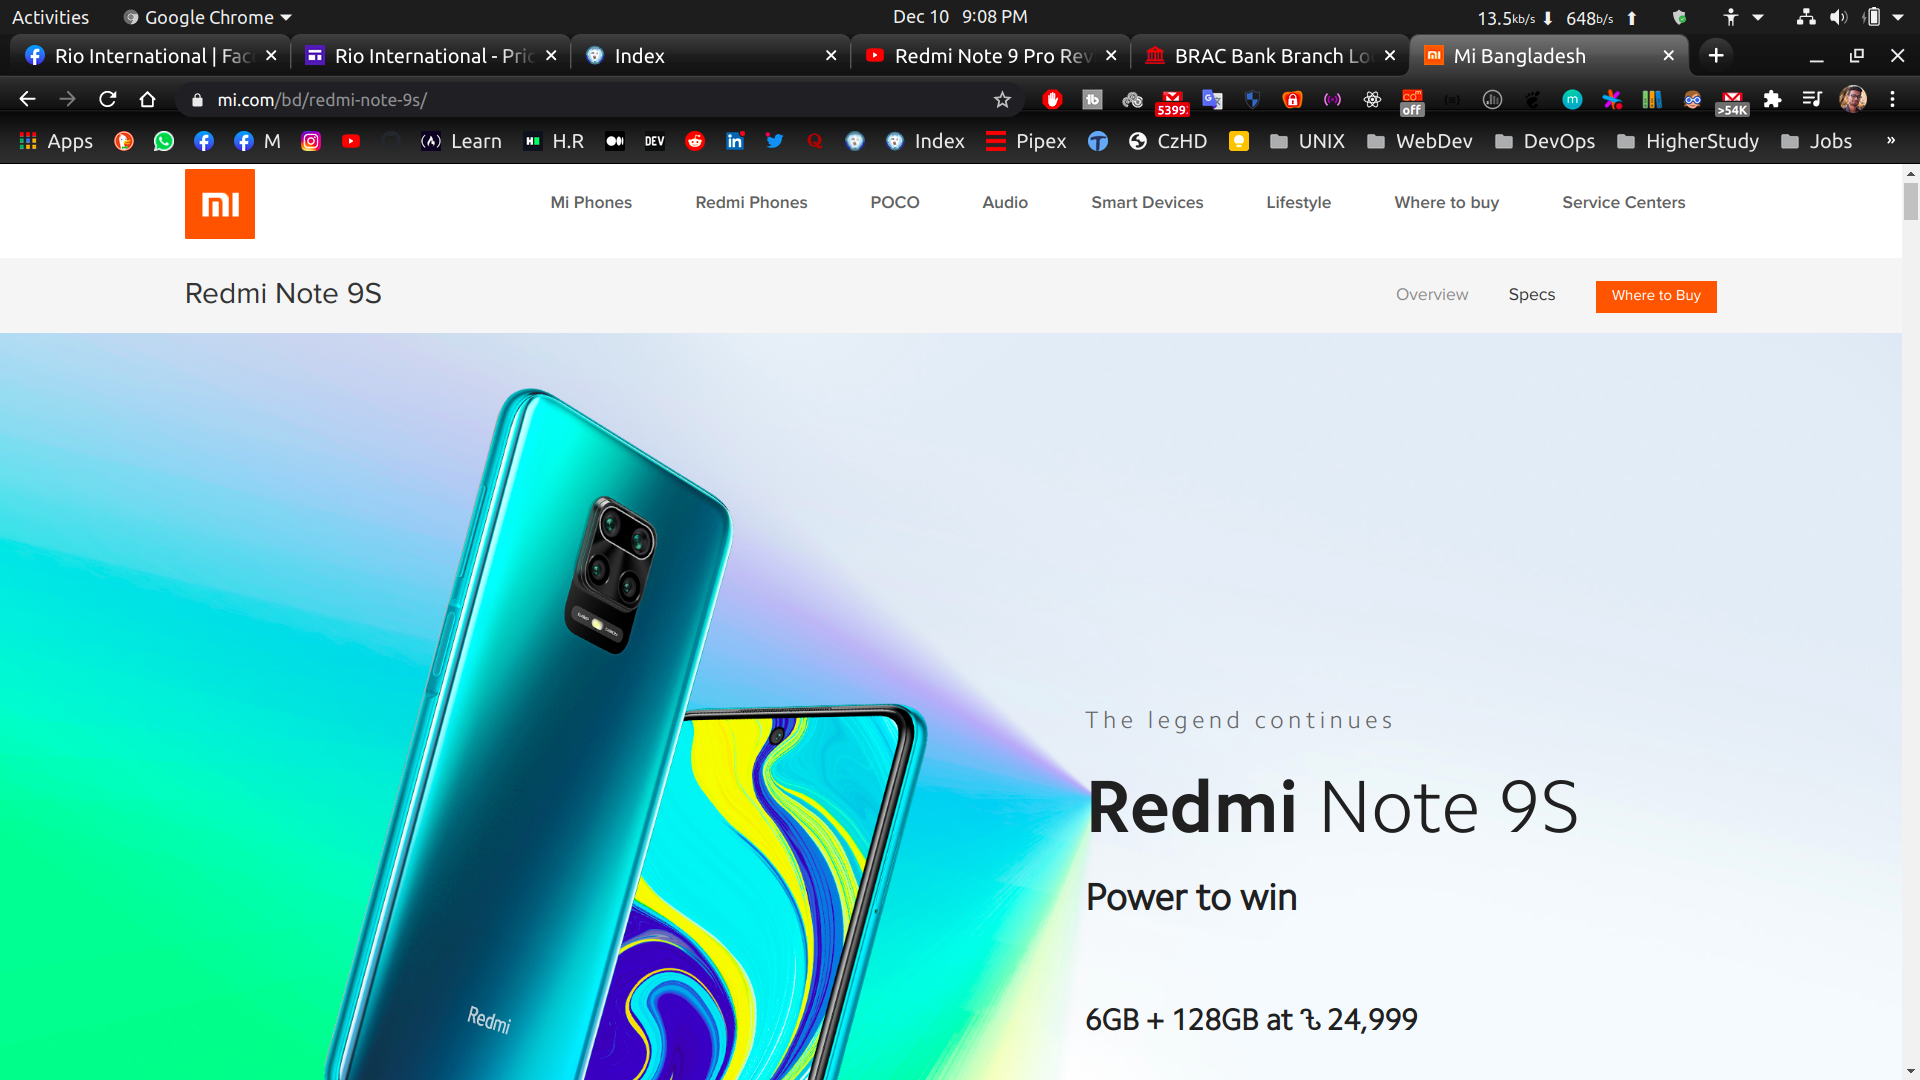 Activities
Google Chrome
Dec 10 9:08 PM
13.5kb/s 648b/s
Rio International | Fac
Rio International - Pric
Index
Redmi Note 9 Pro Rev
BRAC Bank Branch Lo
Mi Bangladesh
mi.com/bd/redmi-note-9s/
5399
off
>54K
Apps
M
Learn
H.R
DEV
Index
Pipex
CzHD
UNIX
WebDev
DevOps
HigherStudy
Jobs
»
Mi Phones
Redmi Phones
POCO
Audio
Smart Devices
Lifestyle
Where to buy
Service Centers
Redmi Note 9S
Overview
Specs
Where to Buy
The legend continues
Redmi Note 9S
Power to win
6GB + 128GB at ৳ 24,999
Redmi